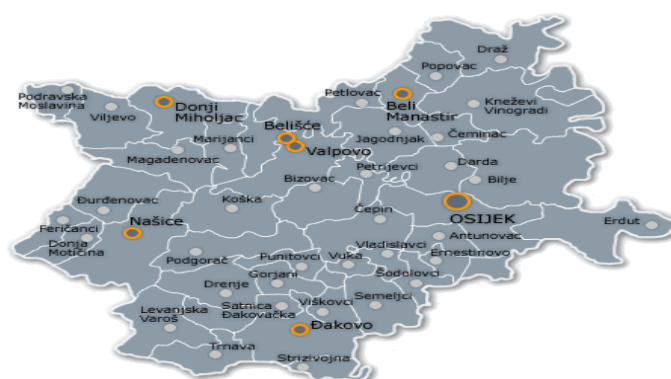 Draž
Popovac
Podravska
Moslavina
Viljevo
Donji
Miholjac
Petlovac
Beli
Manastir
Kneževi
Vinogradi
Belišće
Valpovo
Marijanci
Magadenovac
Jagodnjak
Čeminac
Darda
Bilje
Petrijevci
Bizovac
Koška
Đurđenovac
Feričanci
Donja
Motičina
Našice
Čepin
OSIJEK
Erdut
Antunovac
Ernestinovo
Vladislavci
Vuka
Punitovci
Podgorač
Gorjani
Drenje
Šodolovci
Semeljci
Satnica
Đakovačka
Viškovci
Levanjska
Varoš
Đakovo
Trnava
Strizivojna